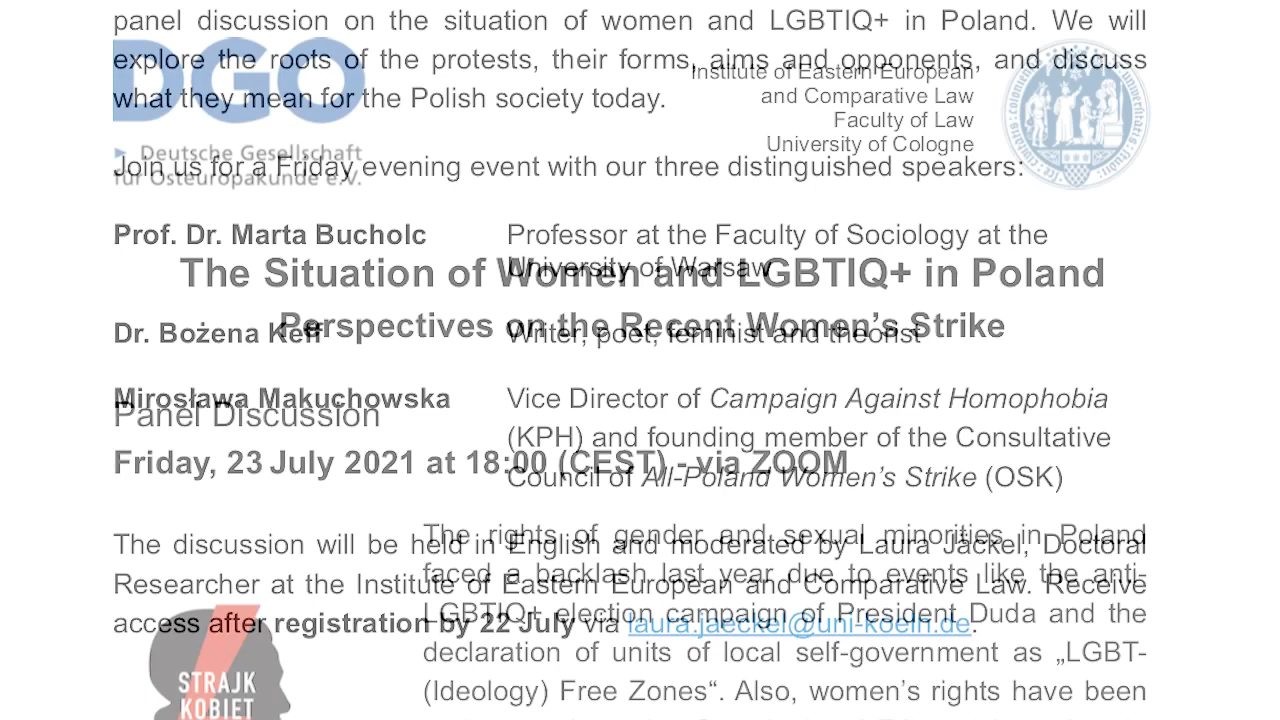 panel discussion on the situation of women and LGBTIQ+ in Poland. We will
explore the roots of the protests, their forms, aims and opponents, and discuss
what they mean for the Polish society today.
Join us for a Friday evening event with our three distinguished speakers:
Prof. Dr. Marta Bucholc Professor at the Faculty of Sociology at the
University of Warsaw
Dr. Bożena Keff Writer, poet, feminist and theorist
Mirosława Makuchowska Vice Director of Campaign Against Homophobia
(KPH) and founding member of the Consultative
Council of All-Poland Women’s Strike (OSK)
The discussion will be held in English and moderated by Laura Jäckel, Doctoral
Researcher at the Institute of Eastern European and Comparative Law. Receive
access after registration by 22 July via laura.jaeckel@uni-koeln.de.
DGO
Deutsche Gesellschaft
für Osteuropakunde e.V.
Institute of Eastern European
and Comparative Law
Faculty of Law
University of Cologne
The Situation of Women and LGBTIQ+ in Poland
Perspectives on the Recent Women’s Strike
Panel Discussion
Friday, 23 July 2021 at 18:00 (CEST) - via ZOOM
The rights of gender and sexual minorities in Poland
faced a backlash last year due to events like the anti-
LGBTIQ+ election campaign of President Duda and the
declaration of units of local self-government as „LGBT-
(Ideology) Free Zones“. Also, women’s rights have been
STRAJK
KOBIET